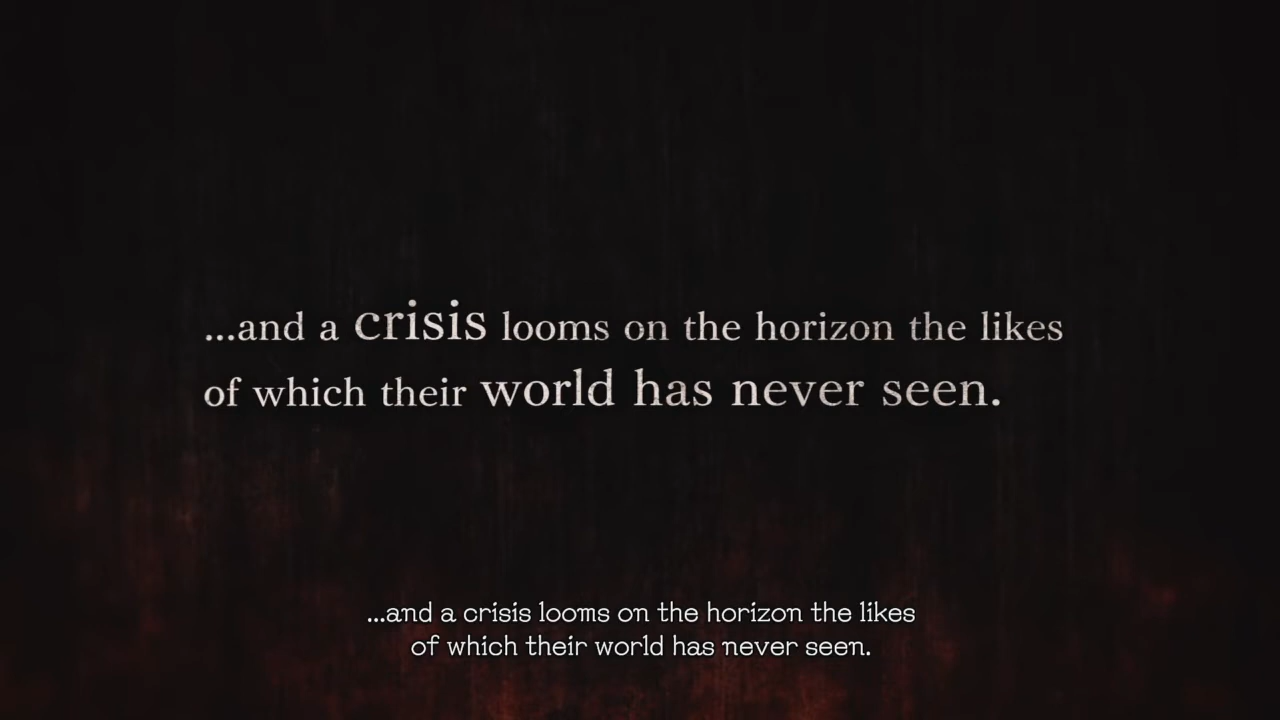 ...and a crisis looms on the horizon the likes
of which their world has never seen.
...and a crisis looms on the horizon the likes
of which their world has never seen.